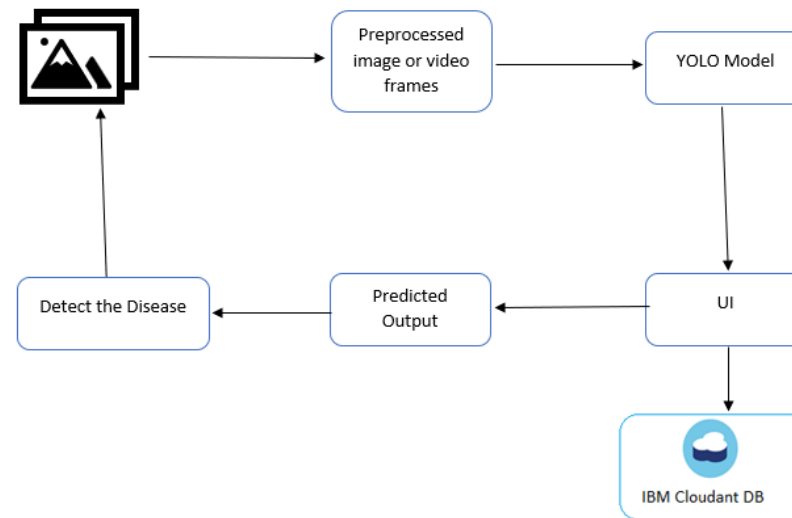 Preprocessed
image or video
frames
YOLO Model
Detect the Disease
Predicted
Output
UI
IBM Cloudant DB